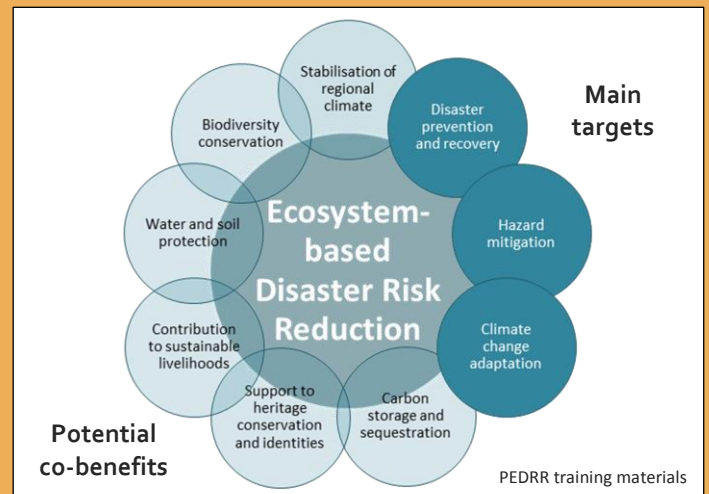 Stabilisation of
regional
climate
Disaster
prevention
and recovery
Main
targets
Biodiversity
conservation
Hazard
mitigation
Water and soil
protection
Ecosystem-
based
Disaster Risk
Reduction
Climate
change
adaptation
Contribution
to sustainable
livelihoods
Support to
heritage
conservation
and identities
Carbon
storage and
sequestration
Potential
co-benefits
PEDRR training materials